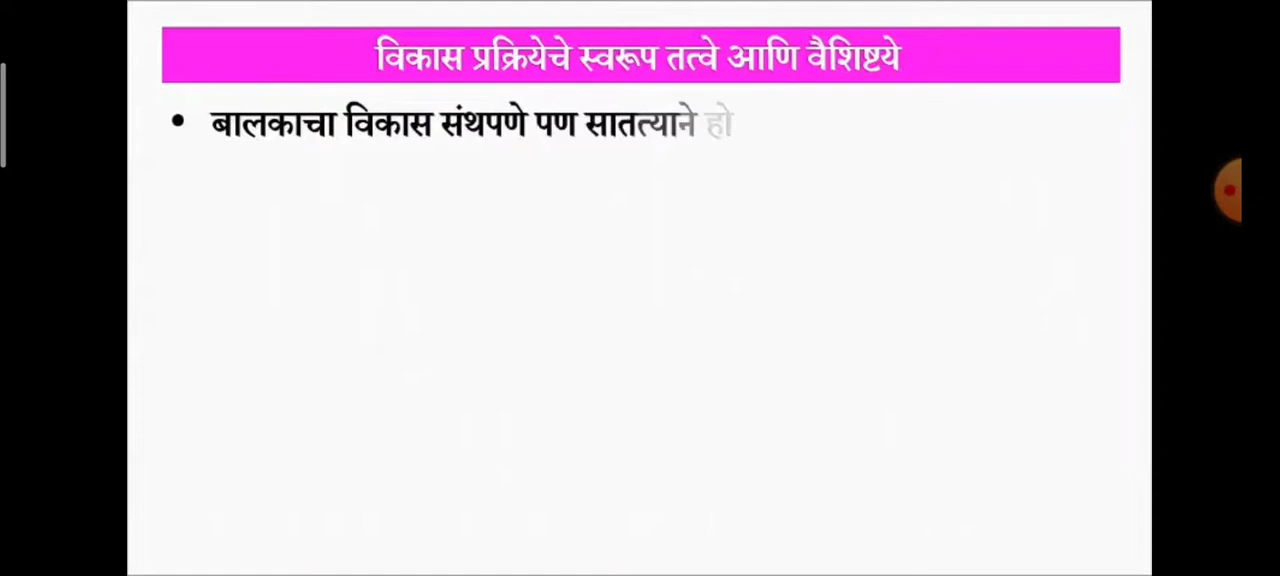 विकास प्रक्रियेचे स्वरूप तत्वे आणि वैशिष्टये
• बालकाचा विकास संथपणे पण सातत्याने हो